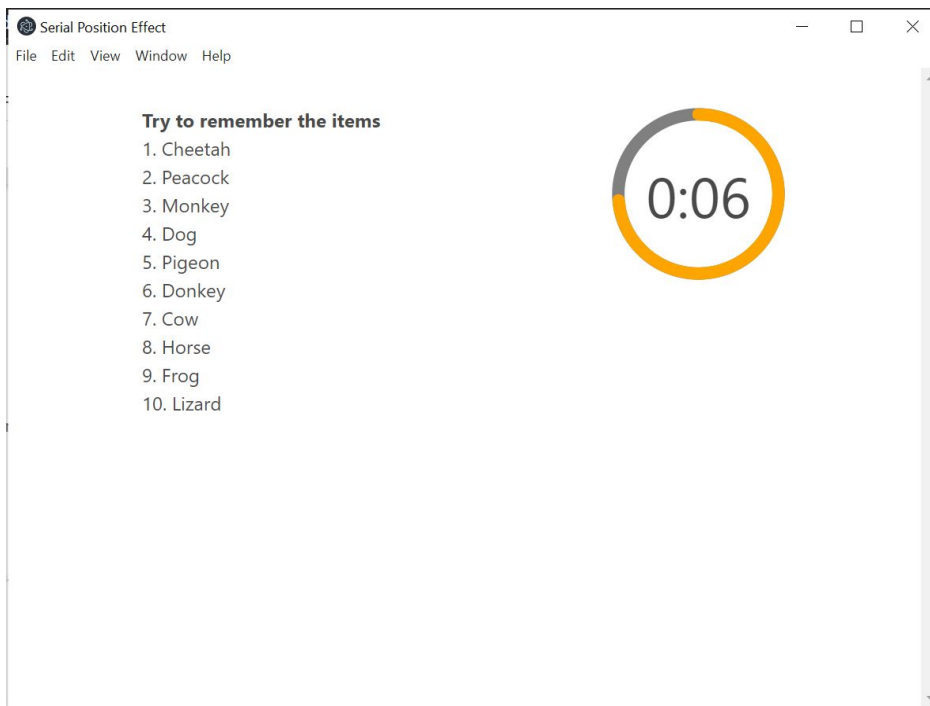 Serial Position Effect
File Edit View Window Help
Try to remember the items
1. Cheetah
2. Peacock
3. Monkey
4. Dog
5. Pigeon
6. Donkey
7. Cow
8. Horse
9. Frog
10. Lizard
0:06